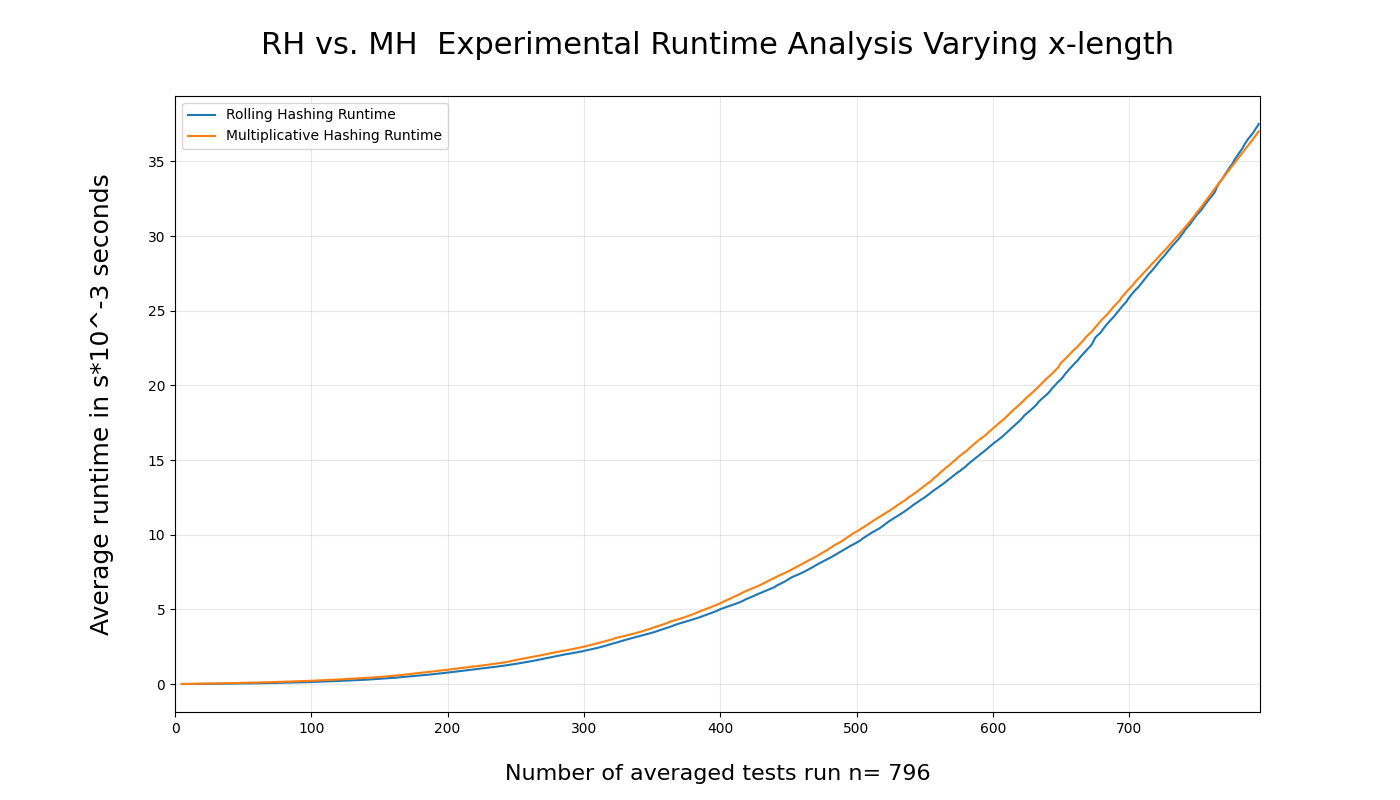 RH vs. MH  Experimental Runtime Analysis Varying x-length
Rolling Hashing Runtime
Multiplicative Hashing Runtime
Average runtime in s*10^-3 seconds
35
30
25
20
15
10
5
0
0 100 200 300 400 500 600 700
Number of averaged tests run n= 796